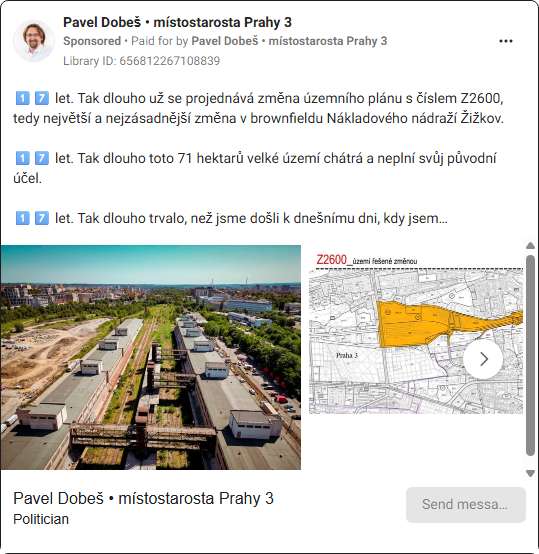 Pavel Dobeš • místostarosta Prahy 3
Sponsored • Paid for by Pavel Dobeš • místostarosta Prahy 3
Library ID: 656812267108839
1️⃣ 7️⃣ let. Tak dlouho už se projednává změna územního plánu s číslem Z2600,
tedy největší a nejzásadnější změna v brownfieldu Nákladového nádraží Žižkov.
1️⃣ 7️⃣ let. Tak dlouho toto 71 hektarů velké území chátrá a neplní svůj původní
účel.
1️⃣ 7️⃣ let. Tak dlouho trvalo, než jsme došli k dnešnímu dni, kdy jsem...
Z2600_území řešené změnou
Praha 3
Pavel Dobeš • místostarosta Prahy 3
Politician
Send messa...